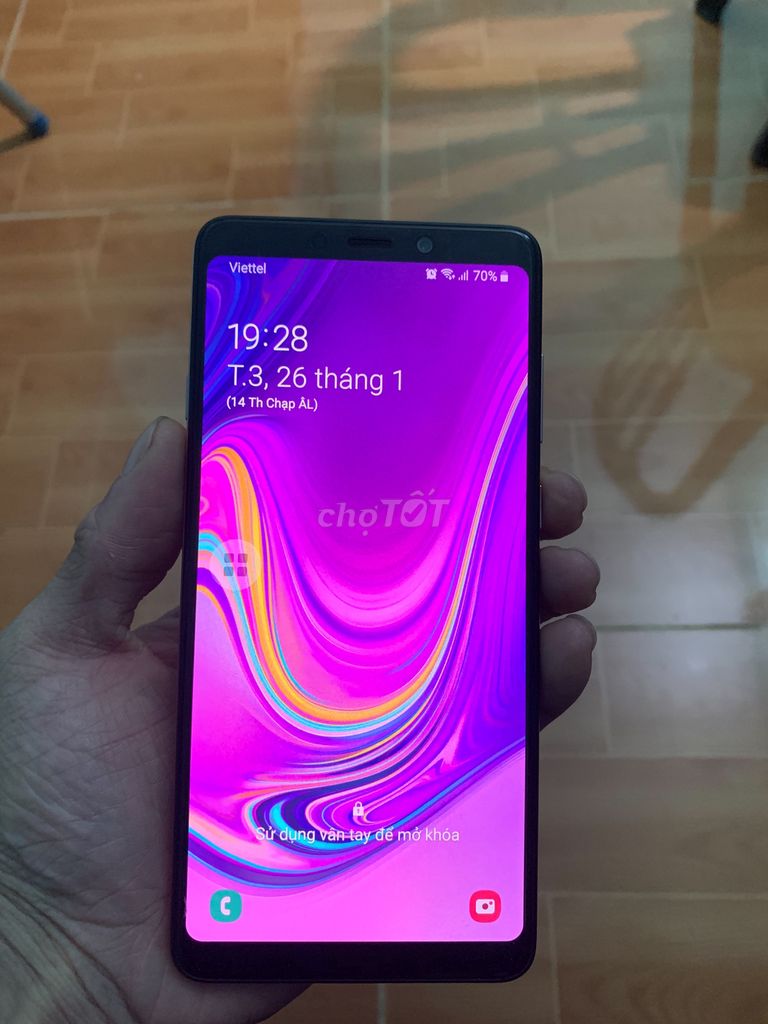 Viettel
70%
19:28
T.3, 26 tháng 1
(14 Th Chạp ÂL)
chợTỐT
Sử dụng vân tay để mở khóa